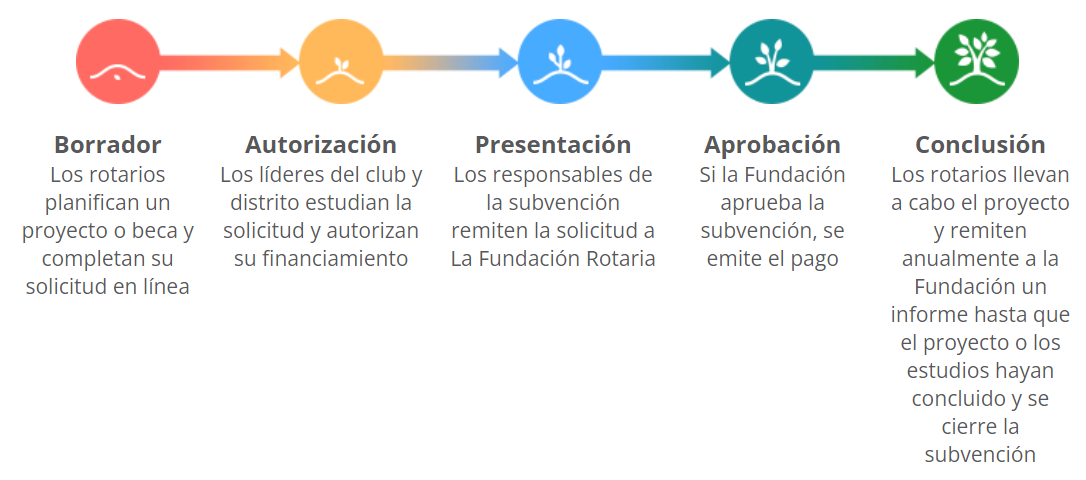 Borrador
Los rotarios
planifican un
proyecto o beca y
completan su
solicitud en línea
Autorización
Los líderes del club y
distrito estudian la
solicitud y autorizan
su financiamiento
Presentación
Los responsables de
la subvención
remiten la solicitud a
La Fundación Rotaria
Aprobación
Si la Fundación
aprueba la
subvención, se
emite el pago
Conclusión
Los rotarios llevan
a cabo el proyecto
y remiten
anualmente a la
Fundación un
informe hasta que
el proyecto o los
estudios hayan
concluido y se
cierre la
subvención